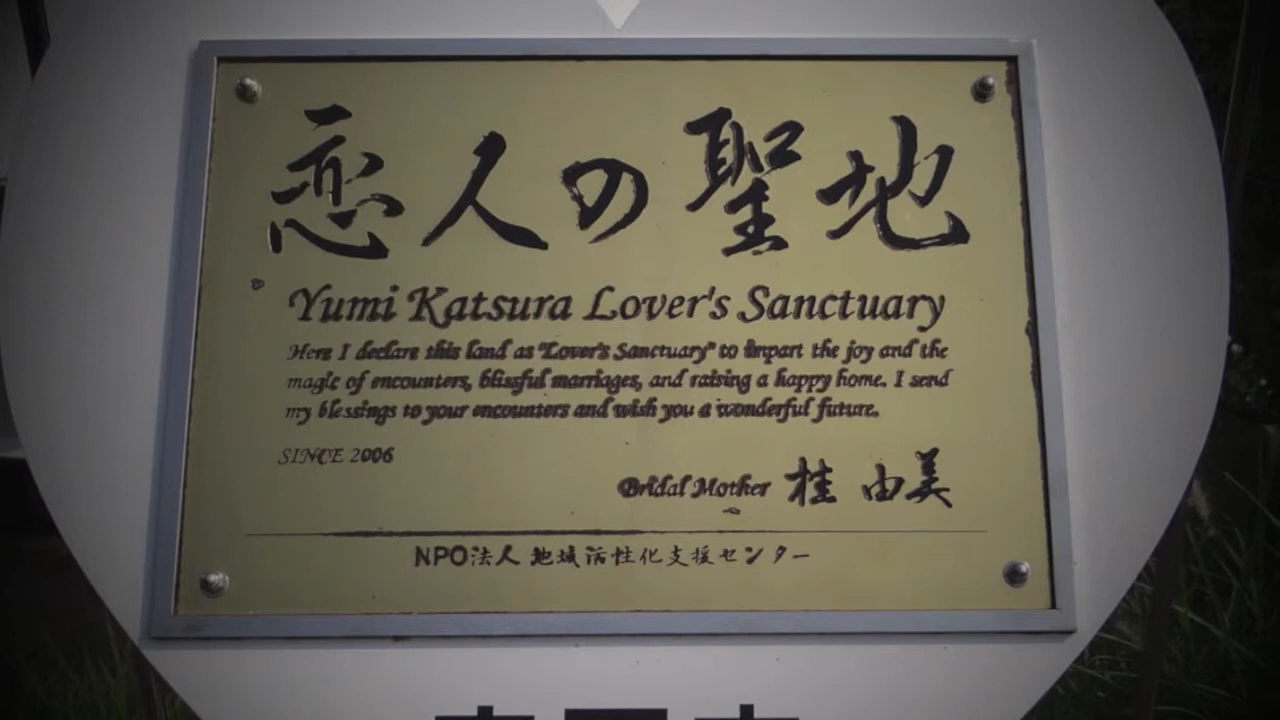 恋人の聖地
Yumi Katsura Lover's Sanctuary
Here I declare this land as "Lover's Sanctuary" to impart the joy and the
magic of encounters, blissful marriages, and raising a happy home. I send
my blessings to your encounters and wish you a wonderful future.
SINCE 2006
Bridal Mother 桂 由美
NPO法人 地域活性化支援センター